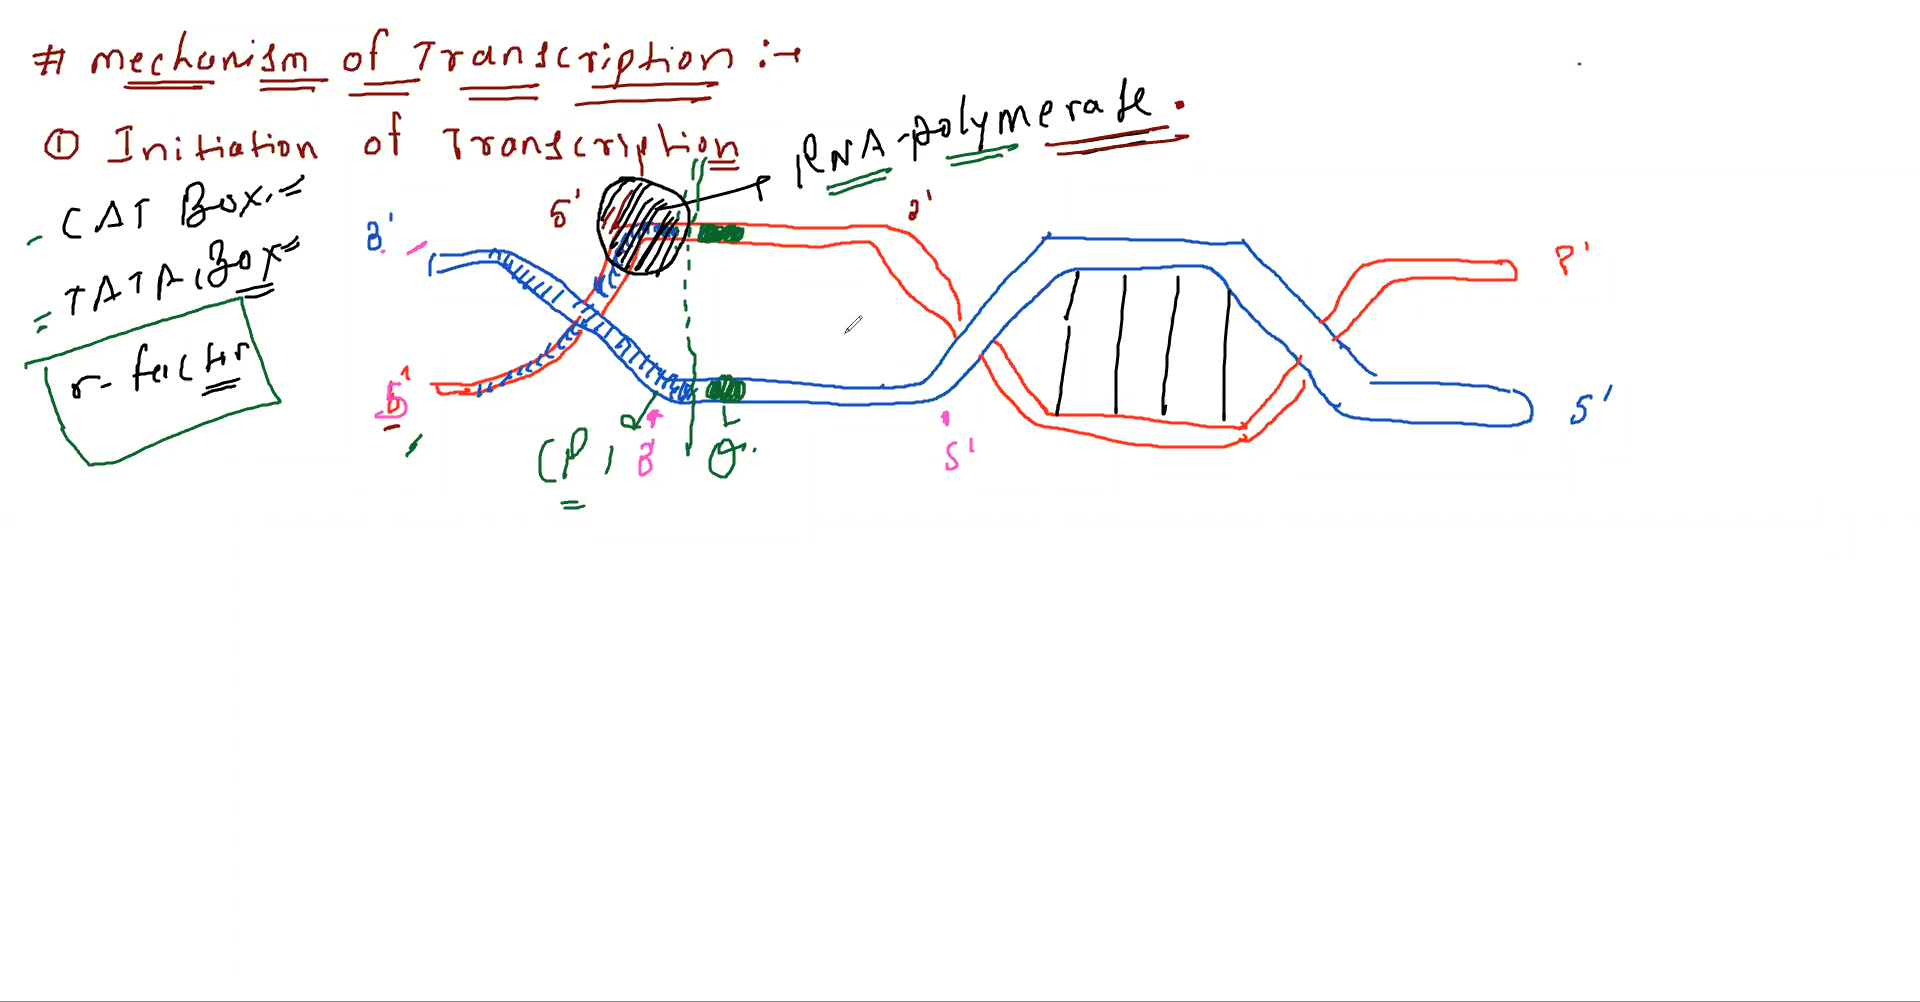 # mechanism of Transcription :→
① Initiation of Transcription
RNA-polymerase.
- CAT Box.
= TATA Box
r-factor
5'
3'
3'
5'
5'
3'
5'
(P)
O.